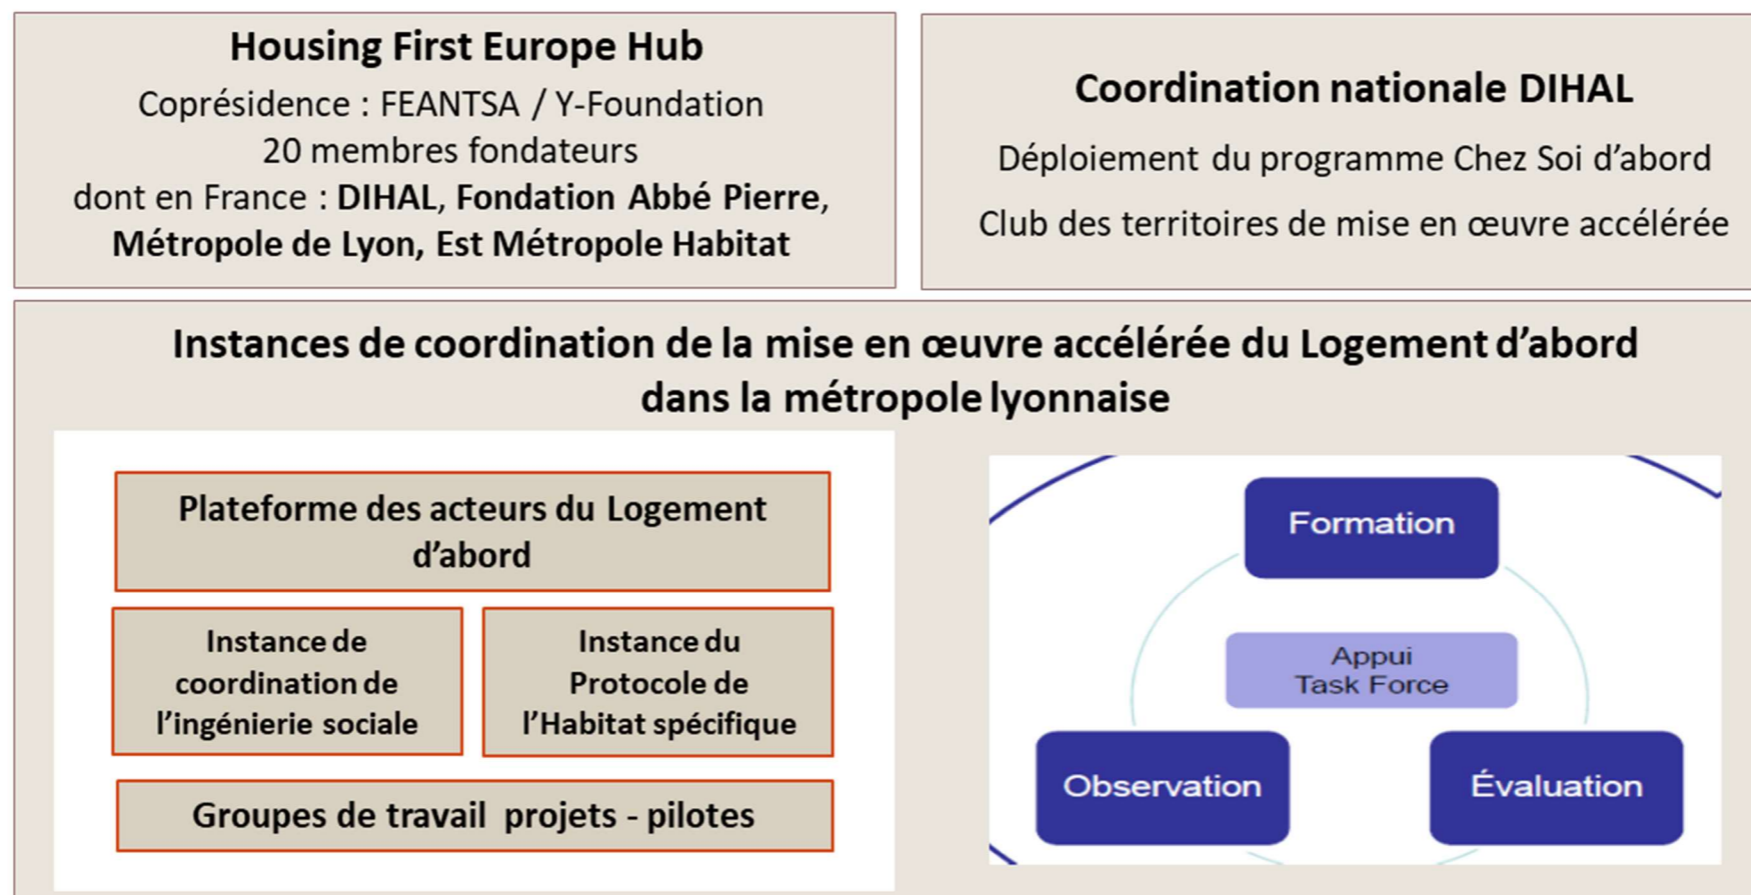 Housing First Europe Hub
Coprésidence : FEANTSA / Y-Foundation
20 membres fondateurs
dont en France : DIHAL, Fondation Abbé Pierre,
Métropole de Lyon, Est Métropole Habitat
Coordination nationale DIHAL
Déploiement du programme Chez Soi d’abord
Club des territoires de mise en œuvre accélérée
Instances de coordination de la mise en œuvre accélérée du Logement d’abord
dans la métropole lyonnaise
Plateforme des acteurs du Logement
d’abord
Instance de
coordination de
l’ingénierie sociale
Instance du
Protocole de
l’Habitat spécifique
Groupes de travail projets - pilotes
Formation
Appui
Task Force
Observation
Évaluation